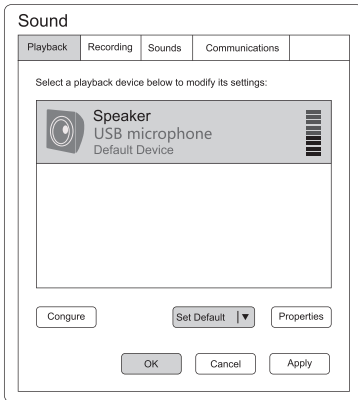 Sound
Playback Recording Sounds Communications
Select a playback device below to modify its settings:
Speaker
USB microphone
Default Device
Congure Set Default Properties
OK Cancel Apply